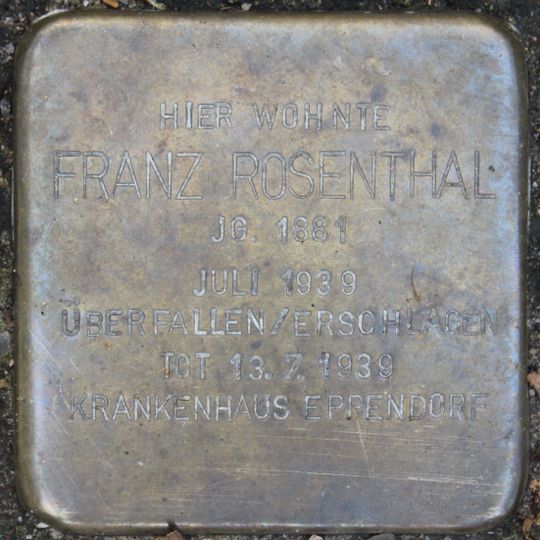 HIER WOHNTE
FRANZ ROSENTHAL
JG. 1881
JULI 1939
ÜBERFALLEN/ERSCHLAGEN
TOT 13.7.1939
KRANKENHAUS EPPENDORF